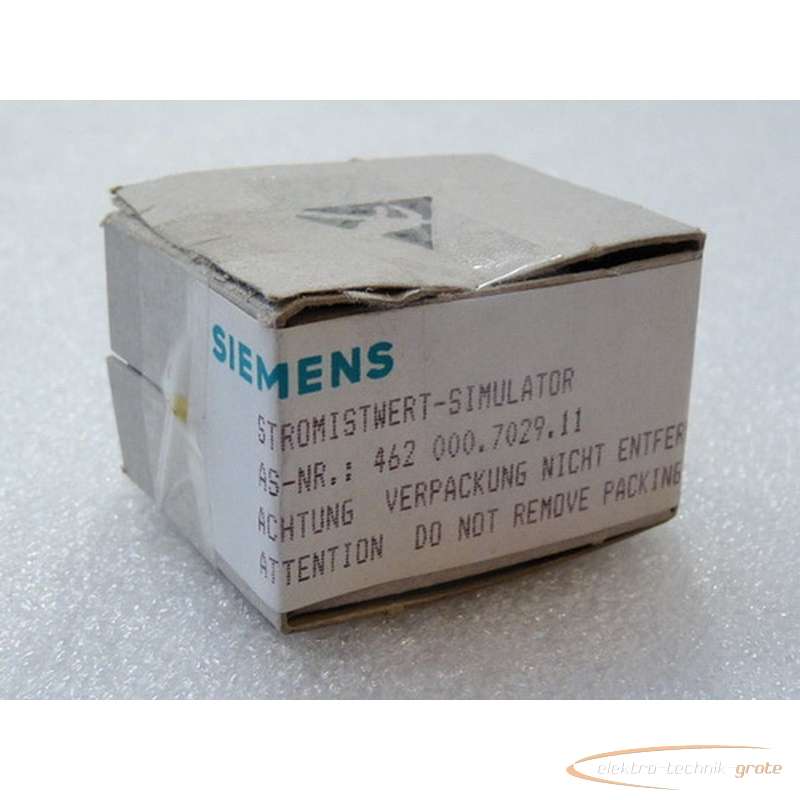 SIEMENS
STROMISTWERT-SIMULATOR
AS-NR.: 462 000.7029.11
ACHTUNG VERPACKUNG NICHT ENTFER
ATTENTION DO NOT REMOVE PACKING
elektro-technik-grote